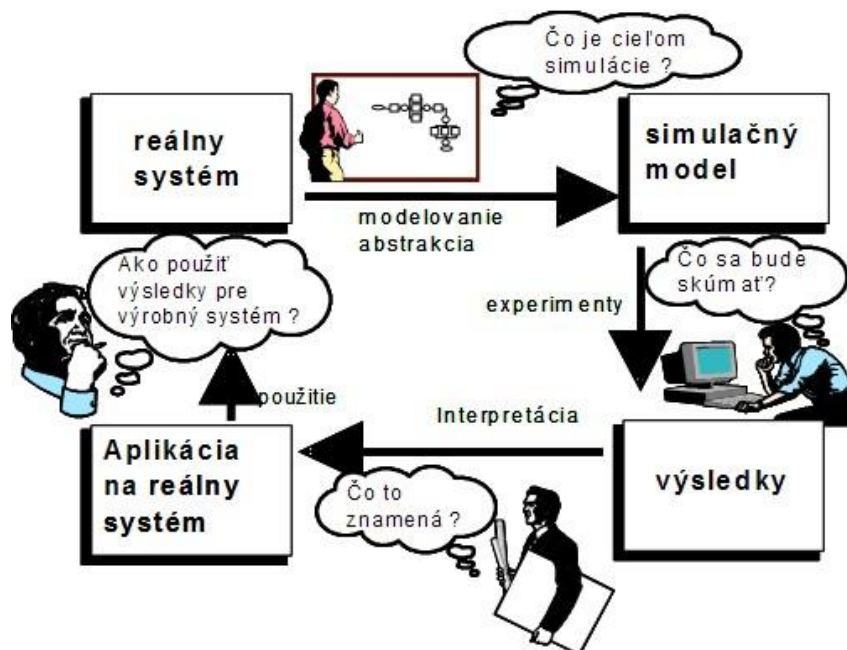 Čo je cieľom
simulácie ?
reálny
systém
simulačný
model
modelovanie
abstrakcia
Ako použiť
výsledky pre
výrobný systém ?
Čo sa bude
skúmať?
experimenty
použitie
Interpretácia
Aplikácia
na reálny
systém
Čo to
znamená ?
výsledky